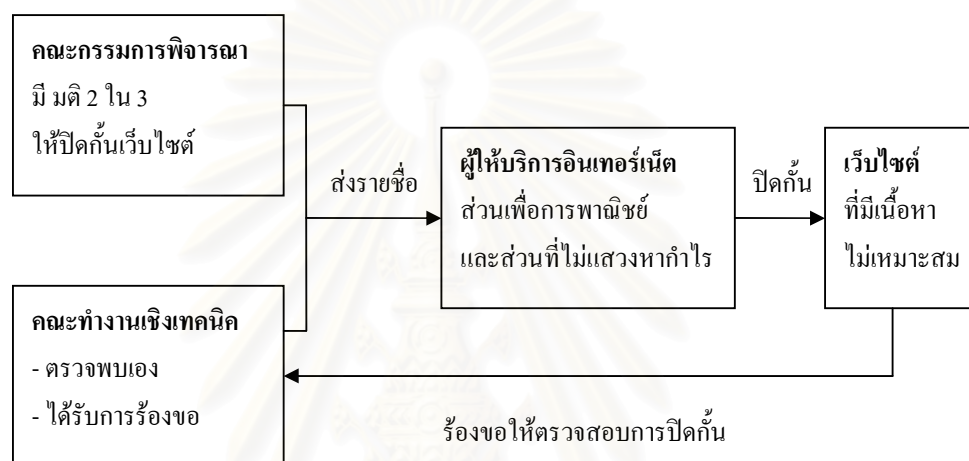 คณะกรรมการพิจารณา
มี มติ 2 ใน 3
ให้ปิดกั้นเว็บไซต์
ส่งรายชื่อ
ผู้ให้บริการอินเทอร์เน็ต
ส่วนเพื่อการพาณิชย์
และส่วนที่ไม่แสวงหากำไร
ปิดกั้น
เว็บไซต์
ที่มีเนื้อหา
ไม่เหมาะสม
คณะทำงานเชิงเทคนิค
- ตรวจพบเอง
- ได้รับการร้องขอ
ร้องขอให้ตรวจสอบการปิดกั้น